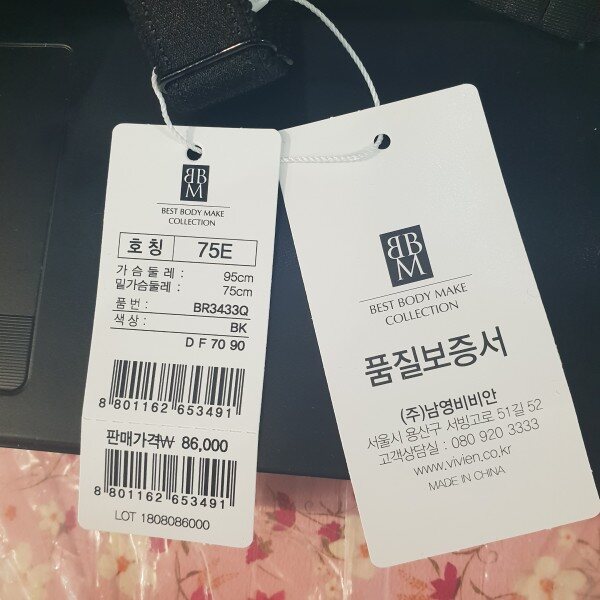 BBM
BEST BODY MAKE
COLLECTION
호칭 75E
가슴둘레 : 95cm
밑가슴둘레 : 75cm
품번 : BR3433Q
색상 : BK
D F 70 90
8 801162 653491
판매가격₩ 86,000
8 801162 653491
LOT 1808086000
BBM
BEST BODY MAKE
COLLECTION
품질보증서
(주)남영비비안
서울시 용산구 서빙고로 51길 52
고객상담실 : 080 920 3333
www.vivien.co.kr
MADE IN CHINA